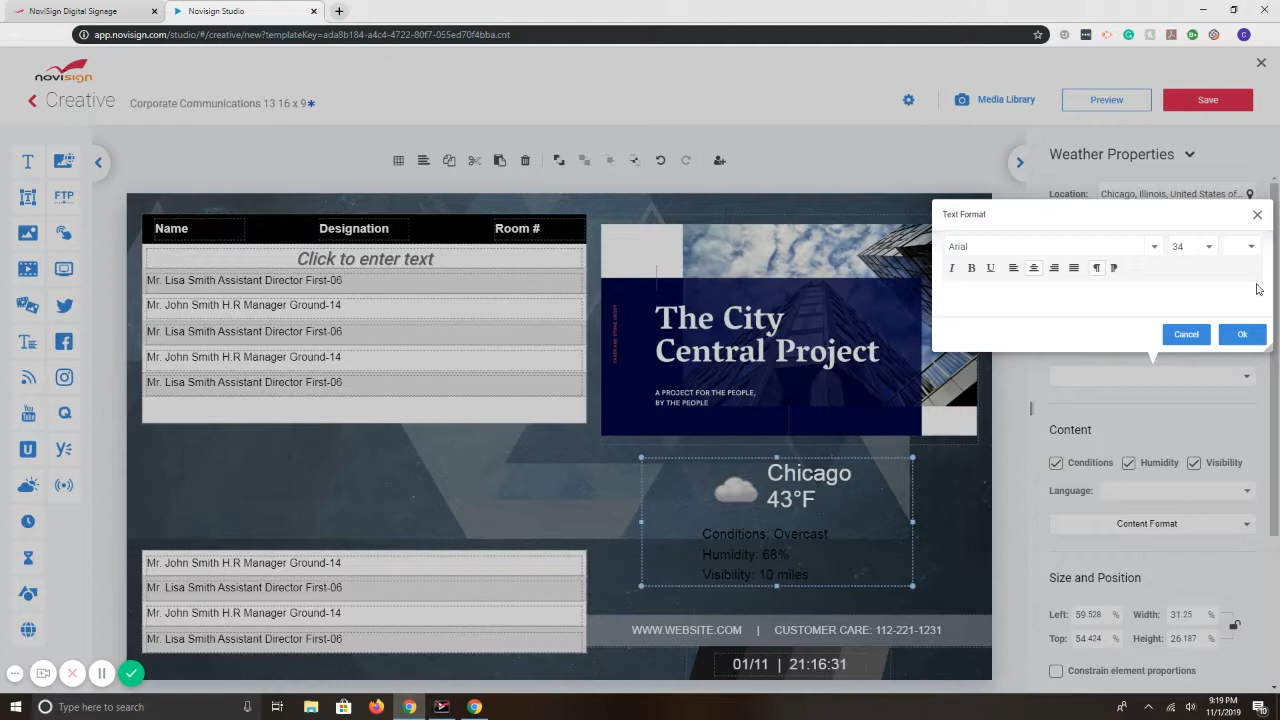 Novi Digital Signage
NoviSign Studio
app.novisign.com/studio/#/creative/new?templateKey=ada8b184-a4c4-4722-80f7-055ed70f4bba.cnt
novisign
Creative
Corporate Communications 13 16 x 9*
Media Library
Preview
Save
Weather Properties
Location: Chicago, Illinois, United States of...
Text Format
Arial
34
Cancel
Ok
T
FTP
Name Designation Room #
Click to enter text
Mr. Lisa Smith Assistant Director First-06
Mr. John Smith H.R Manager Ground-14
Mr. Lisa Smith Assistant Director First-06
Mr. John Smith H.R Manager Ground-14
Mr. Lisa Smith Assistant Director First-06
The City
Central Project
A PROJECT FOR THE PEOPLE,
BY THE PEOPLE
Chicago
43°F
Conditions: Overcast
Humidity: 68%
Visibility: 10 miles
Mr. John Smith H.R Manager Ground-14
Mr. Lisa Smith Assistant Director First-06
Mr. John Smith H.R Manager Ground-14
Mr. Lisa Smith Assistant Director First-06
WWW.WEBSITE.COM | CUSTOMER CARE: 112-221-1231
01/11 | 21:16:31
Content
Conditions Humidity Visibility
Language:
Content Format
Size and Position
Left: 59.528 % Width: 31.25 %
Top: 54.424 % Height: 26.187 %
Constrain element proportions
Type here to search
9:19 PM
11/1/2019